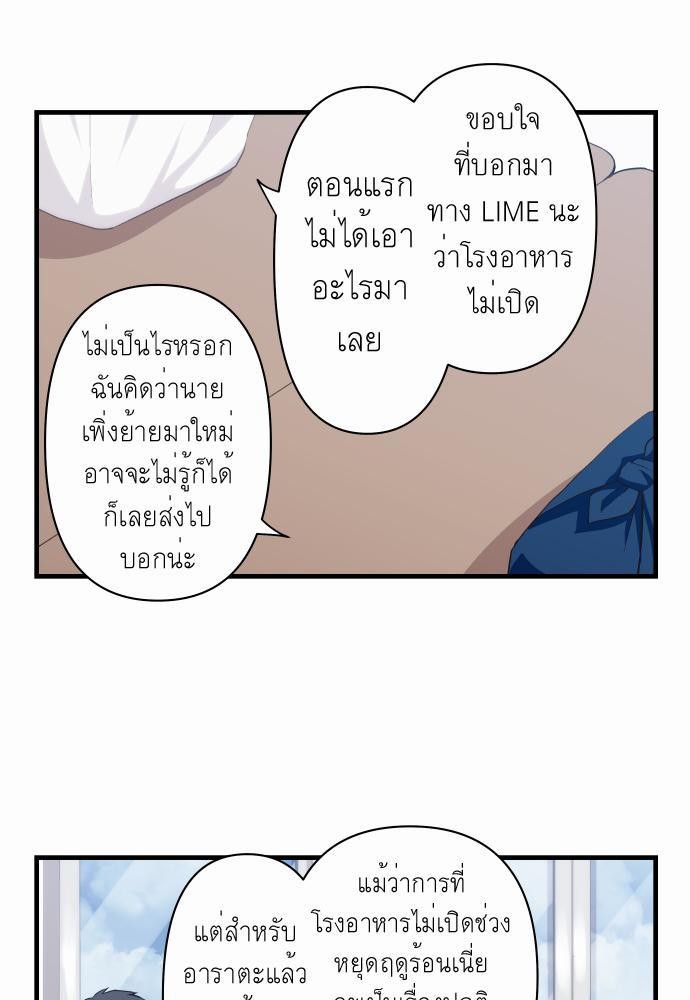 ขอบใจ
ที่บอกมา
ทาง LIME นะ
ว่าโรงอาหาร
ไม่เปิด
ตอนแรก
ไม่ได้เอา
อะไรมา
เลย
ไม่เป็นไรหรอก
ฉันคิดว่านาย
เพิ่งย้ายมาใหม่
อาจจะไม่รู้ก็ได้
ก็เลยส่งไป
บอกน่ะ
แม้ว่าการที่
โรงอาหารไม่เปิดช่วง
หยุดฤดูร้อนเนี่ย
แต่สำหรับ
อาราตะแล้ว